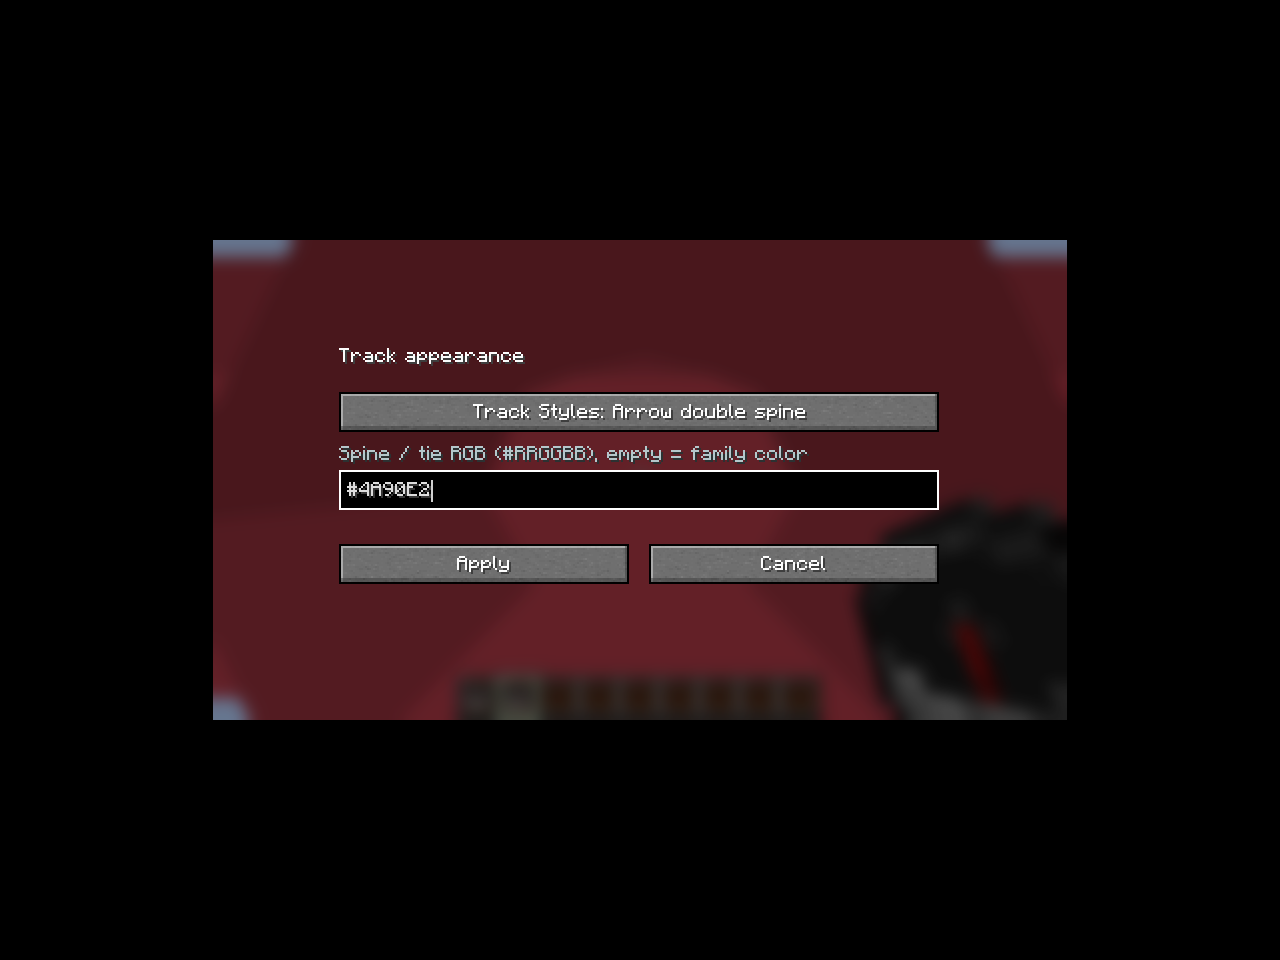 Track appearance
Track Styles: Arrow double spine
Spine / tie RGB (#RRGGBB), empty = family color
#4A90E2
Apply
Cancel